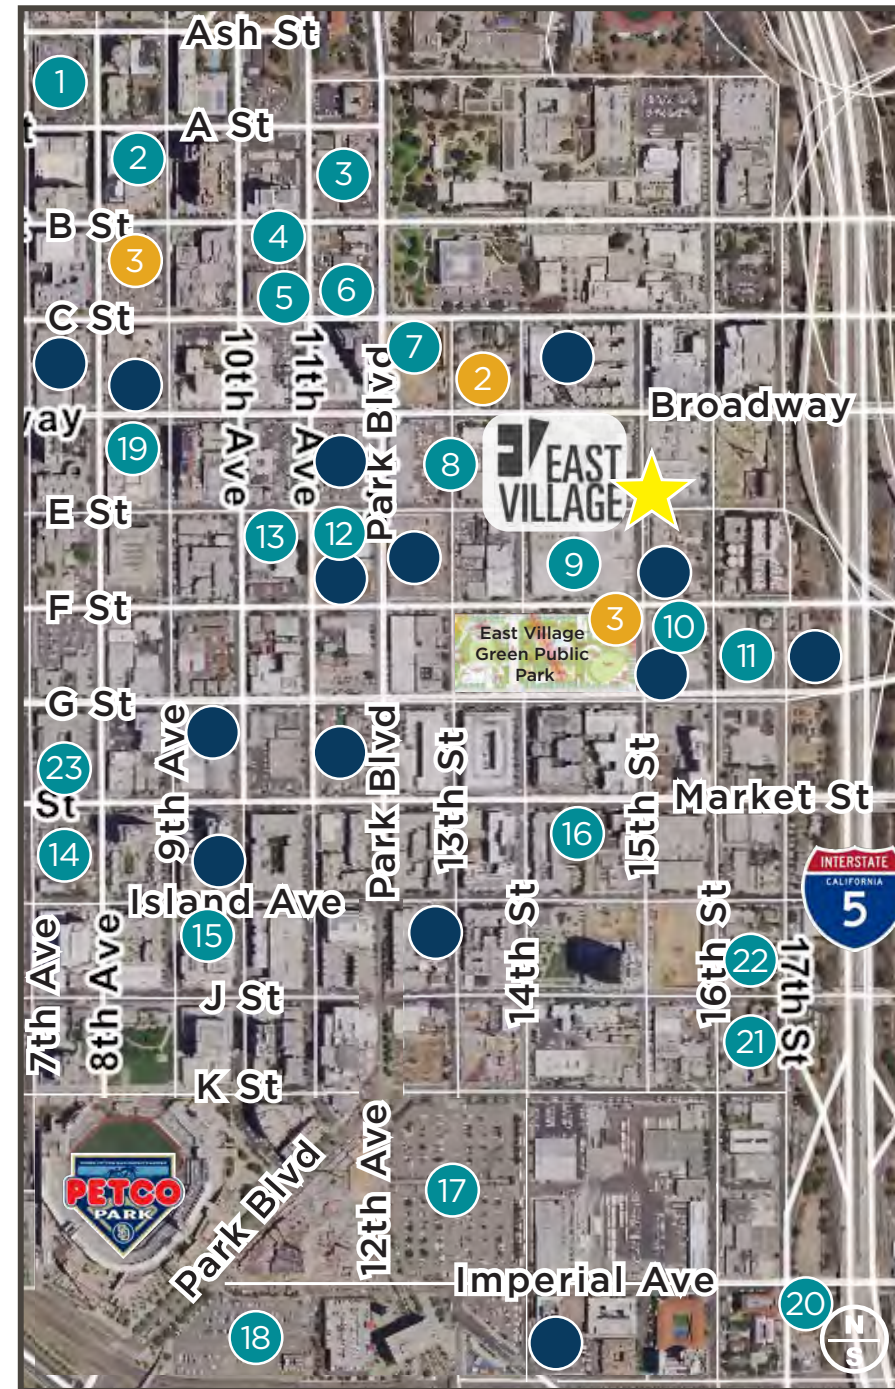 Ash St
1
A St
2
3
B St
4
3
5
6
C St
7
2
10th Ave
11th Ave
Park Blvd
Broadway
way
19
8
EAST
VILLAGE
E St
13
12
9
F St
3
10
East Village
Green Public
Park
11
G St
9th Ave
Park Blvd
13th St
15th St
23
St
Market St
16
14
INTERSTATE
CALIFORNIA
5
Island Ave
15
7th Ave
8th Ave
14th St
16th St
22
17th St
J St
21
K St
PETCO
PARK
12th Ave
Park Blvd
17
Imperial Ave
18
20
N
S